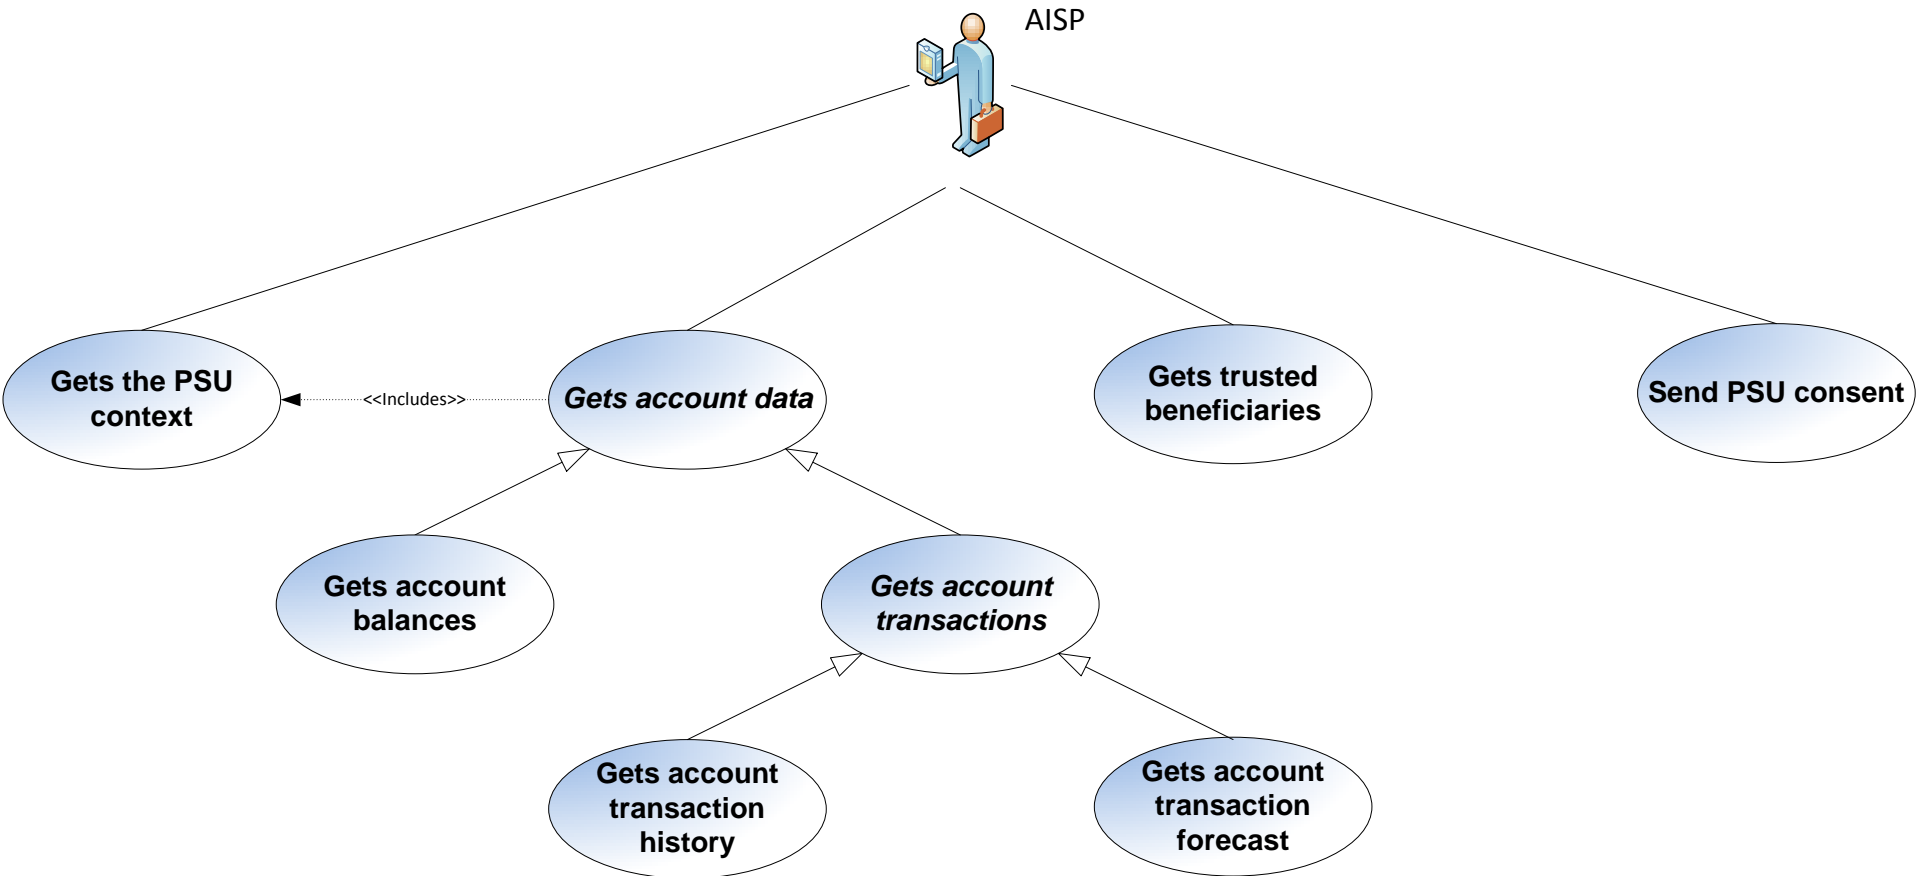 AISP
Gets the PSU
context
<<Includes>>
Gets account data
Gets trusted
beneficiaries
Send PSU consent
Gets account
balances
Gets account
transactions
Gets account
transaction
history
Gets account
transaction
forecast